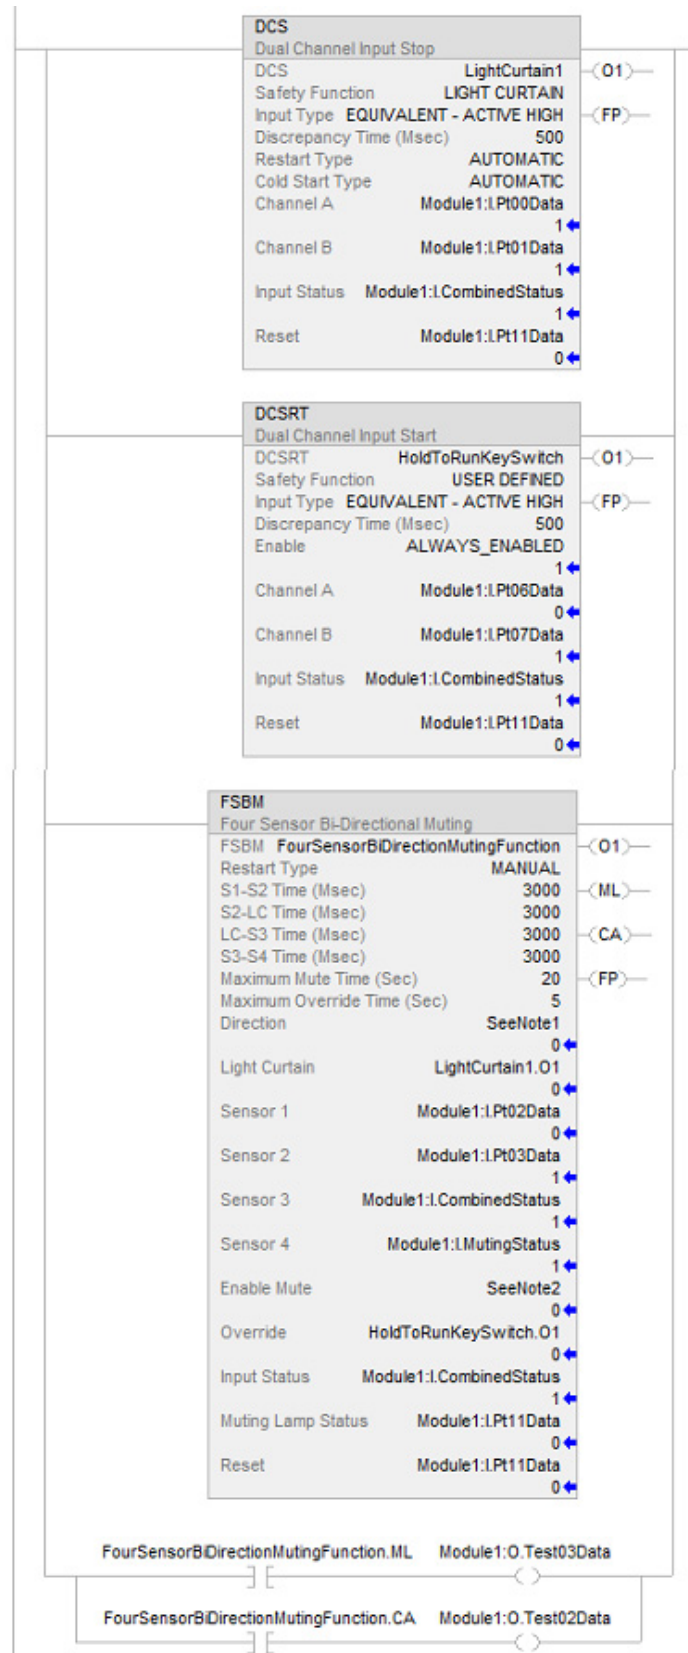 DCS
Dual Channel Input Stop
DCS LightCurtain1 (O1)
Safety Function LIGHT CURTAIN
Input Type EQUIVALENT - ACTIVE HIGH (FP)
Discrepancy Time (Msec) 500
Restart Type AUTOMATIC
Cold Start Type AUTOMATIC
Channel A Module1:I.Pt00Data
1
Channel B Module1:I.Pt01Data
1
Input Status Module1:I.CombinedStatus
1
Reset Module1:I.Pt11Data
0
DCSRT
Dual Channel Input Start
DCSRT HoldToRunKeySwitch (O1)
Safety Function USER DEFINED
Input Type EQUIVALENT - ACTIVE HIGH (FP)
Discrepancy Time (Msec) 500
Enable ALWAYS_ENABLED
1
Channel A Module1:I.Pt06Data
0
Channel B Module1:I.Pt07Data
1
Input Status Module1:I.CombinedStatus
1
Reset Module1:I.Pt11Data
0
FSBM
Four Sensor Bi-Directional Muting
FSBM FourSensorBiDirectionMutingFunction (O1)
Restart Type MANUAL
S1-S2 Time (Msec) 3000 (ML)
S2-LC Time (Msec) 3000
LC-S3 Time (Msec) 3000 (CA)
S3-S4 Time (Msec) 3000
Maximum Mute Time (Sec) 20 (FP)
Maximum Override Time (Sec) 5
Direction SeeNote1
0
Light Curtain LightCurtain1.O1
0
Sensor 1 Module1:I.Pt02Data
0
Sensor 2 Module1:I.Pt03Data
1
Sensor 3 Module1:I.CombinedStatus
1
Sensor 4 Module1:I.MutingStatus
1
Enable Mute SeeNote2
0
Override HoldToRunKeySwitch.O1
0
Input Status Module1:I.CombinedStatus
1
Muting Lamp Status Module1:I.Pt11Data
0
Reset Module1:I.Pt11Data
0
FourSensorBiDirectionMutingFunction.ML Module1:O.Test03Data
FourSensorBiDirectionMutingFunction.CA Module1:O.Test02Data